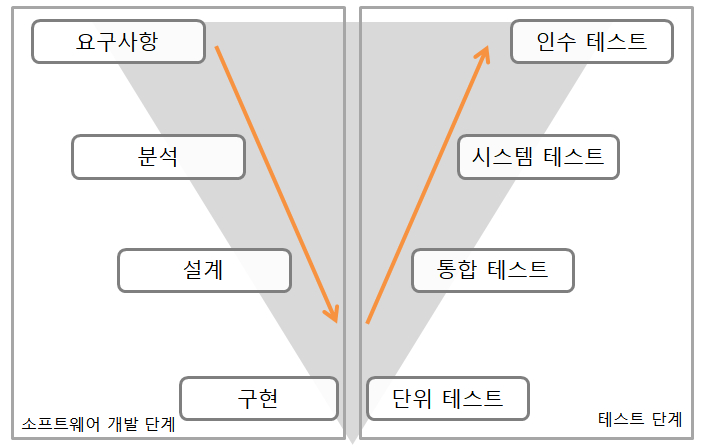 요구사항
분석
설계
구현
소프트웨어 개발 단계
인수 테스트
시스템 테스트
통합 테스트
단위 테스트
테스트 단계